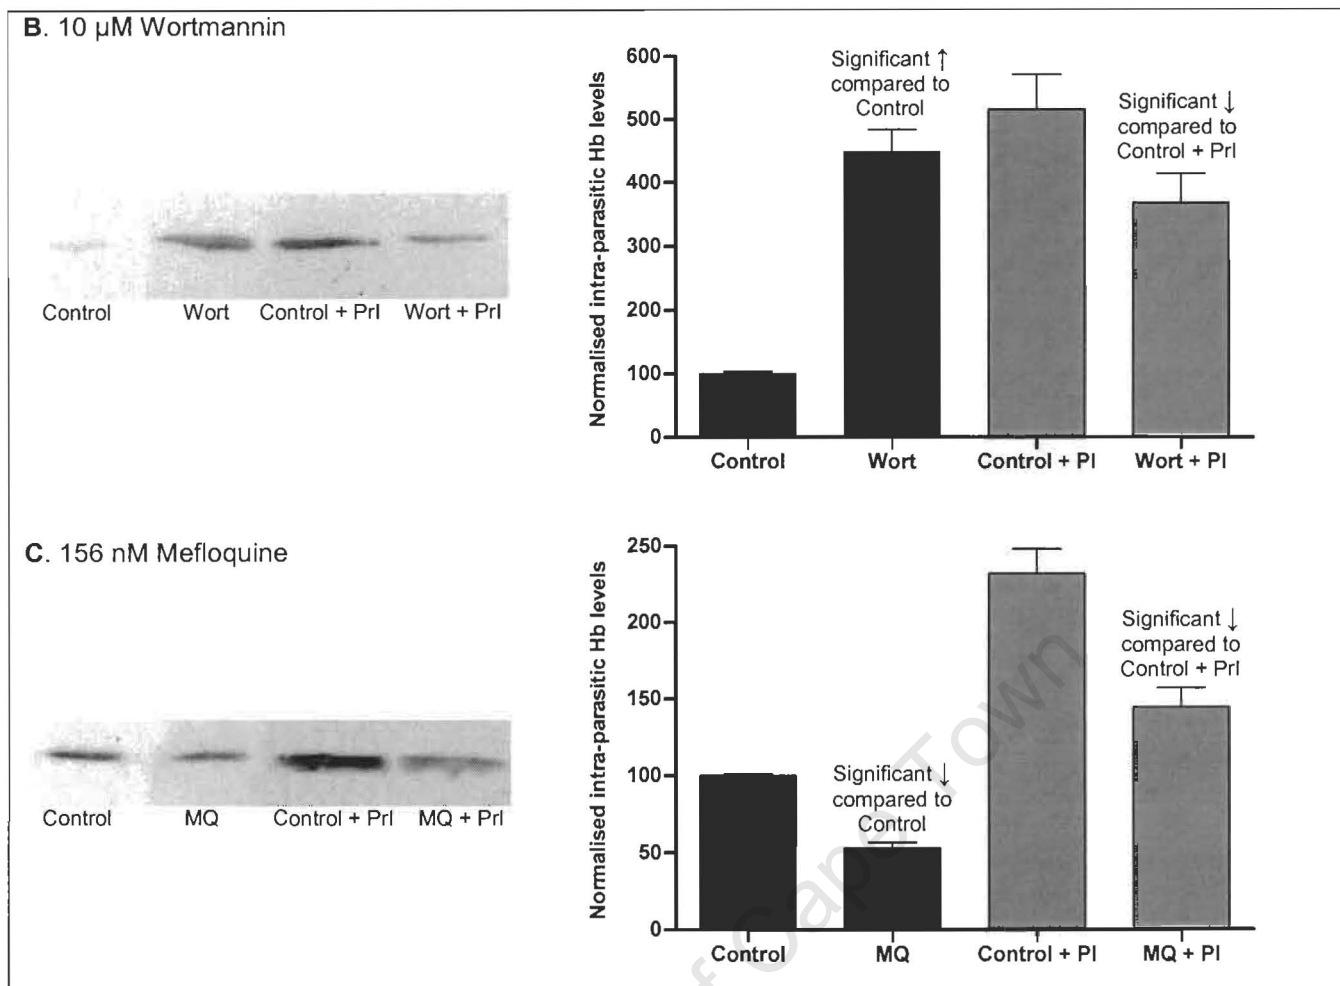 B. 10 µM Wortmannin
Control
Wort
Control + PrI
Wort + PrI
Normalised intra-parasitic Hb levels
600
500
400
300
200
100
0
Significant ↑
compared to
Control
Significant ↓
compared to
Control + PrI
Control
Wort
Control + PI
Wort + PI
C. 156 nM Mefloquine
Control
MQ
Control + PrI
MQ + PrI
Normalised intra-parasitic Hb levels
250
200
150
100
50
0
Significant ↓
compared to
Control
Significant ↓
compared to
Control + PrI
Control
MQ
Control + PI
MQ + PI
of Cape Town